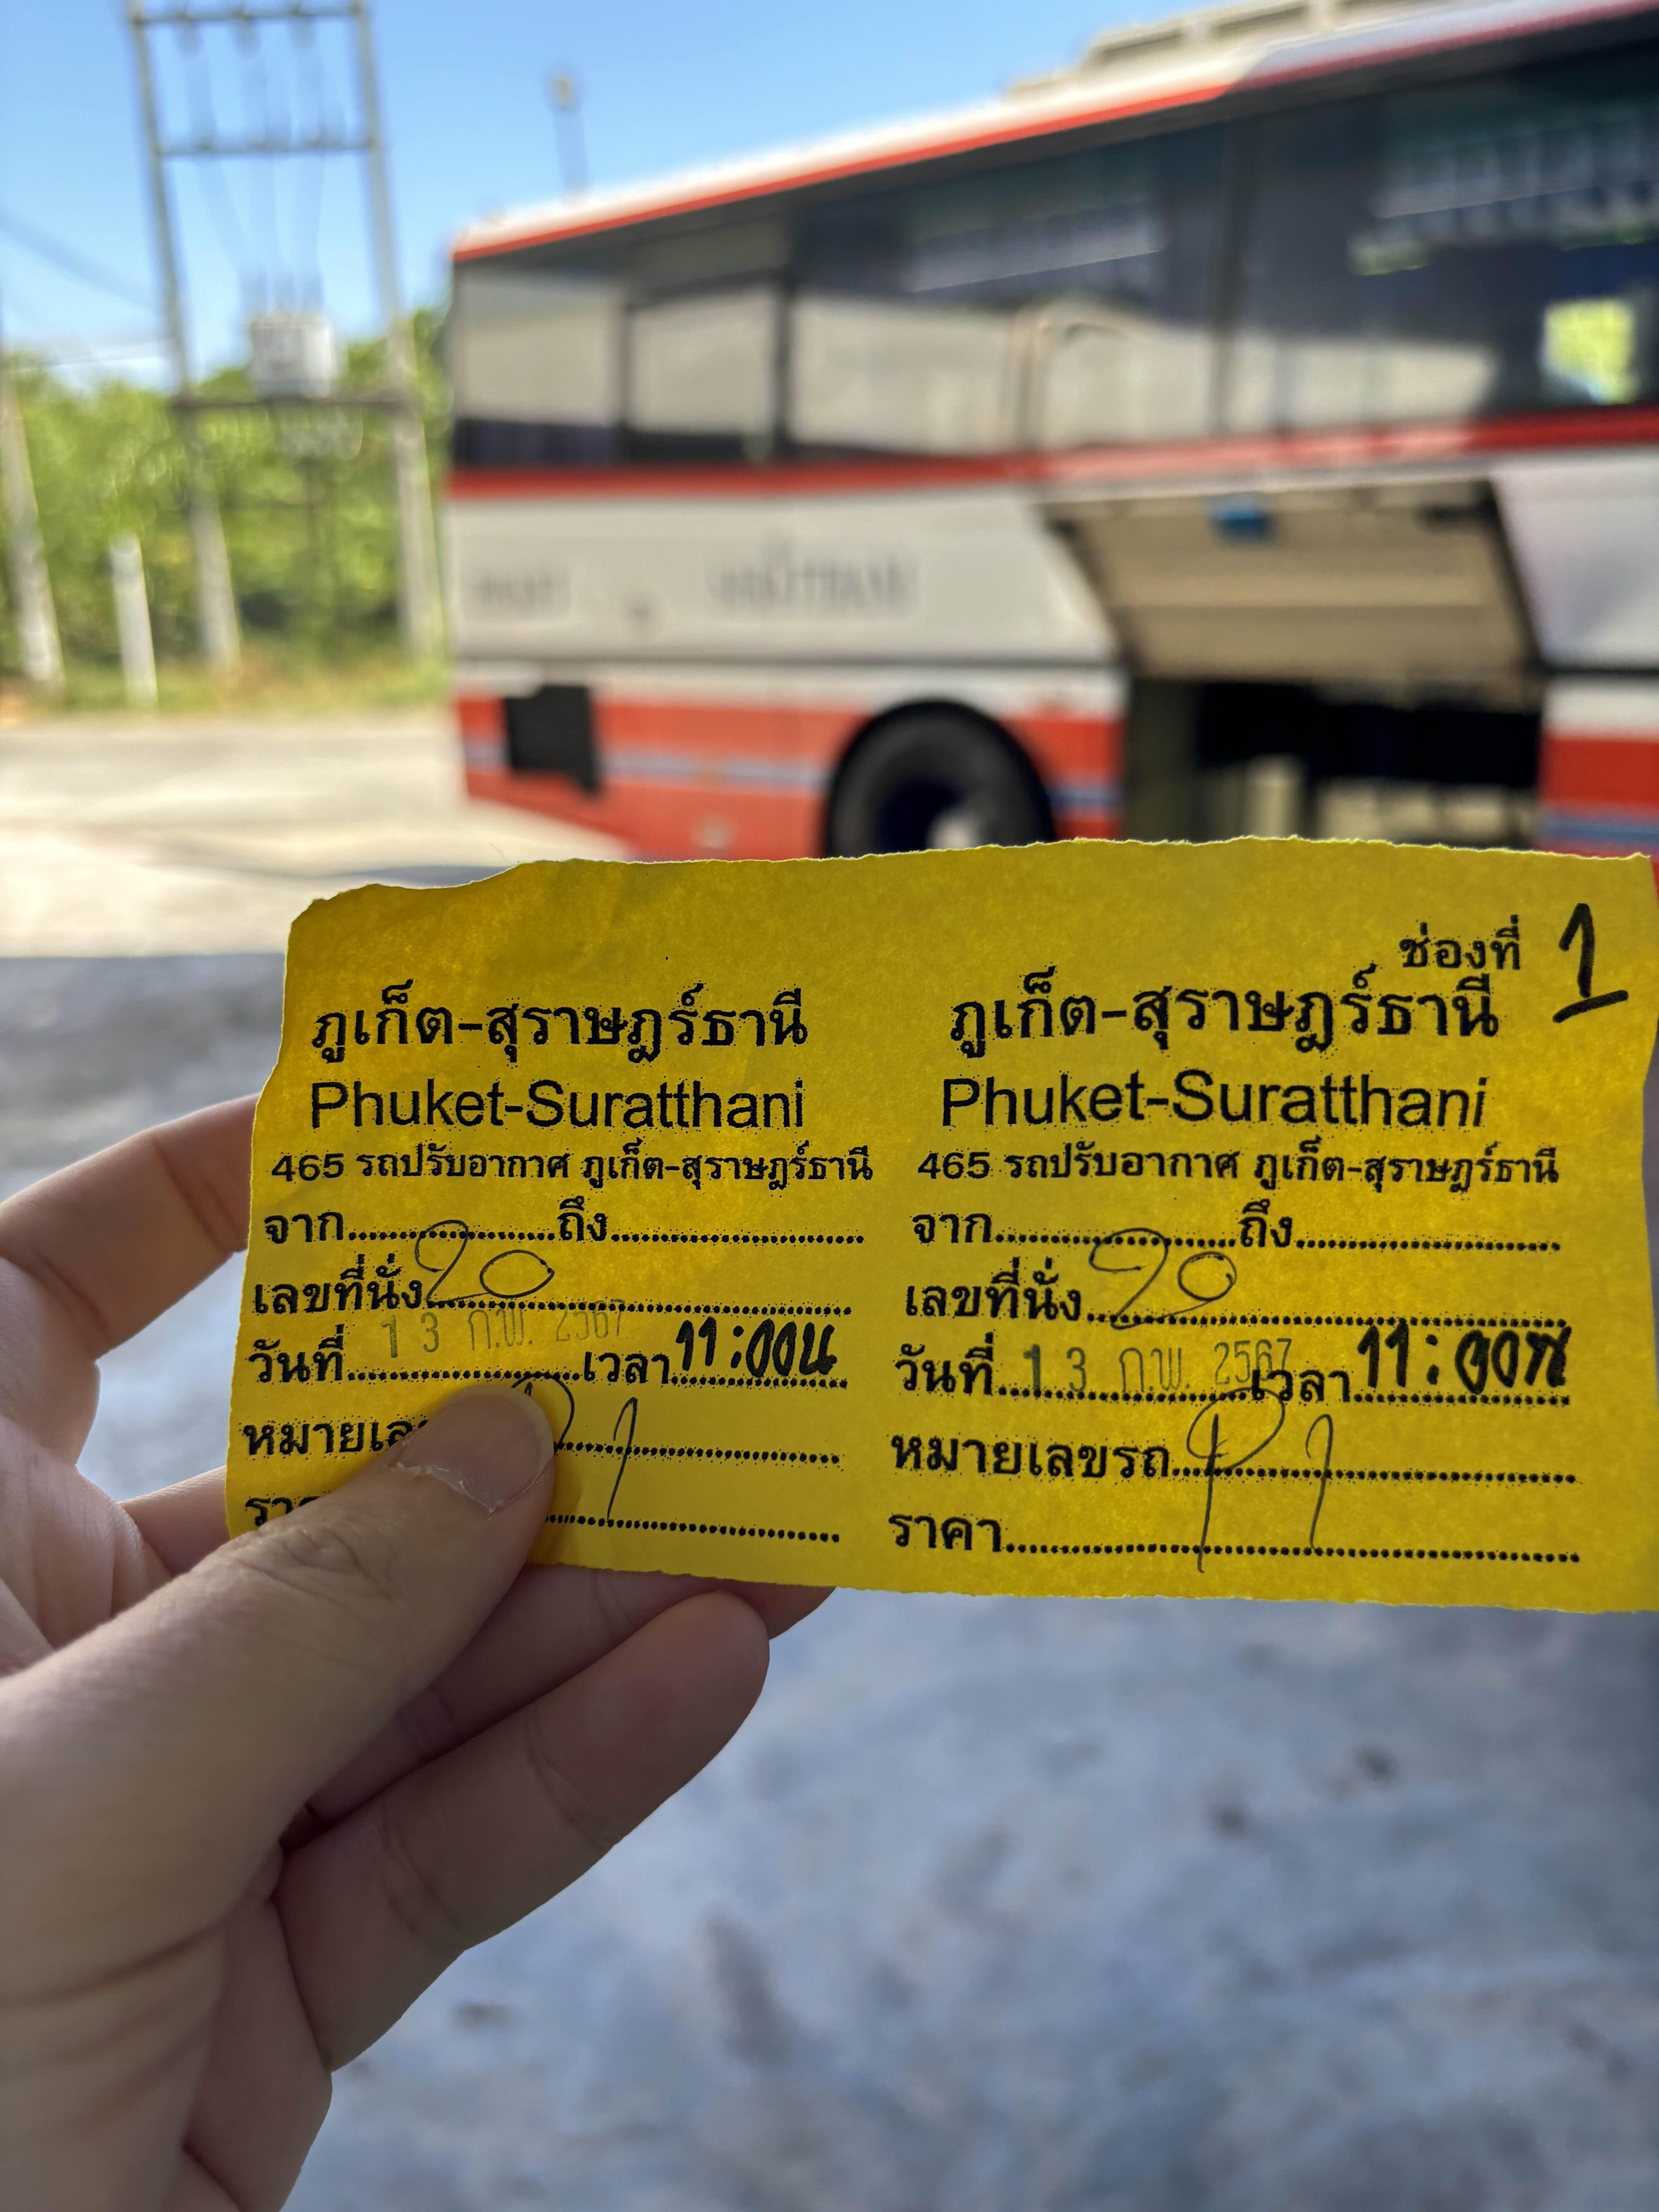 ภูเก็ต-สุราษฎร์ธานี
Phuket-Suratthani
465 รถปรับอากาศ ภูเก็ต-สุราษฎร์ธานี
จาก....................ถึง....................
เลขที่นั่ง 20
วันที่ 13 ก.พ. 2567 เวลา 11:00น
ช่องที่ 1
ภูเก็ต-สุราษฎร์ธานี
Phuket-Suratthani
465 รถปรับอากาศ ภูเก็ต-สุราษฎร์ธานี
จาก....................ถึง....................
เลขที่นั่ง 20
วันที่ 13 ก.พ. 2567 เวลา 11:00น
หมายเลขรถ
ราคา